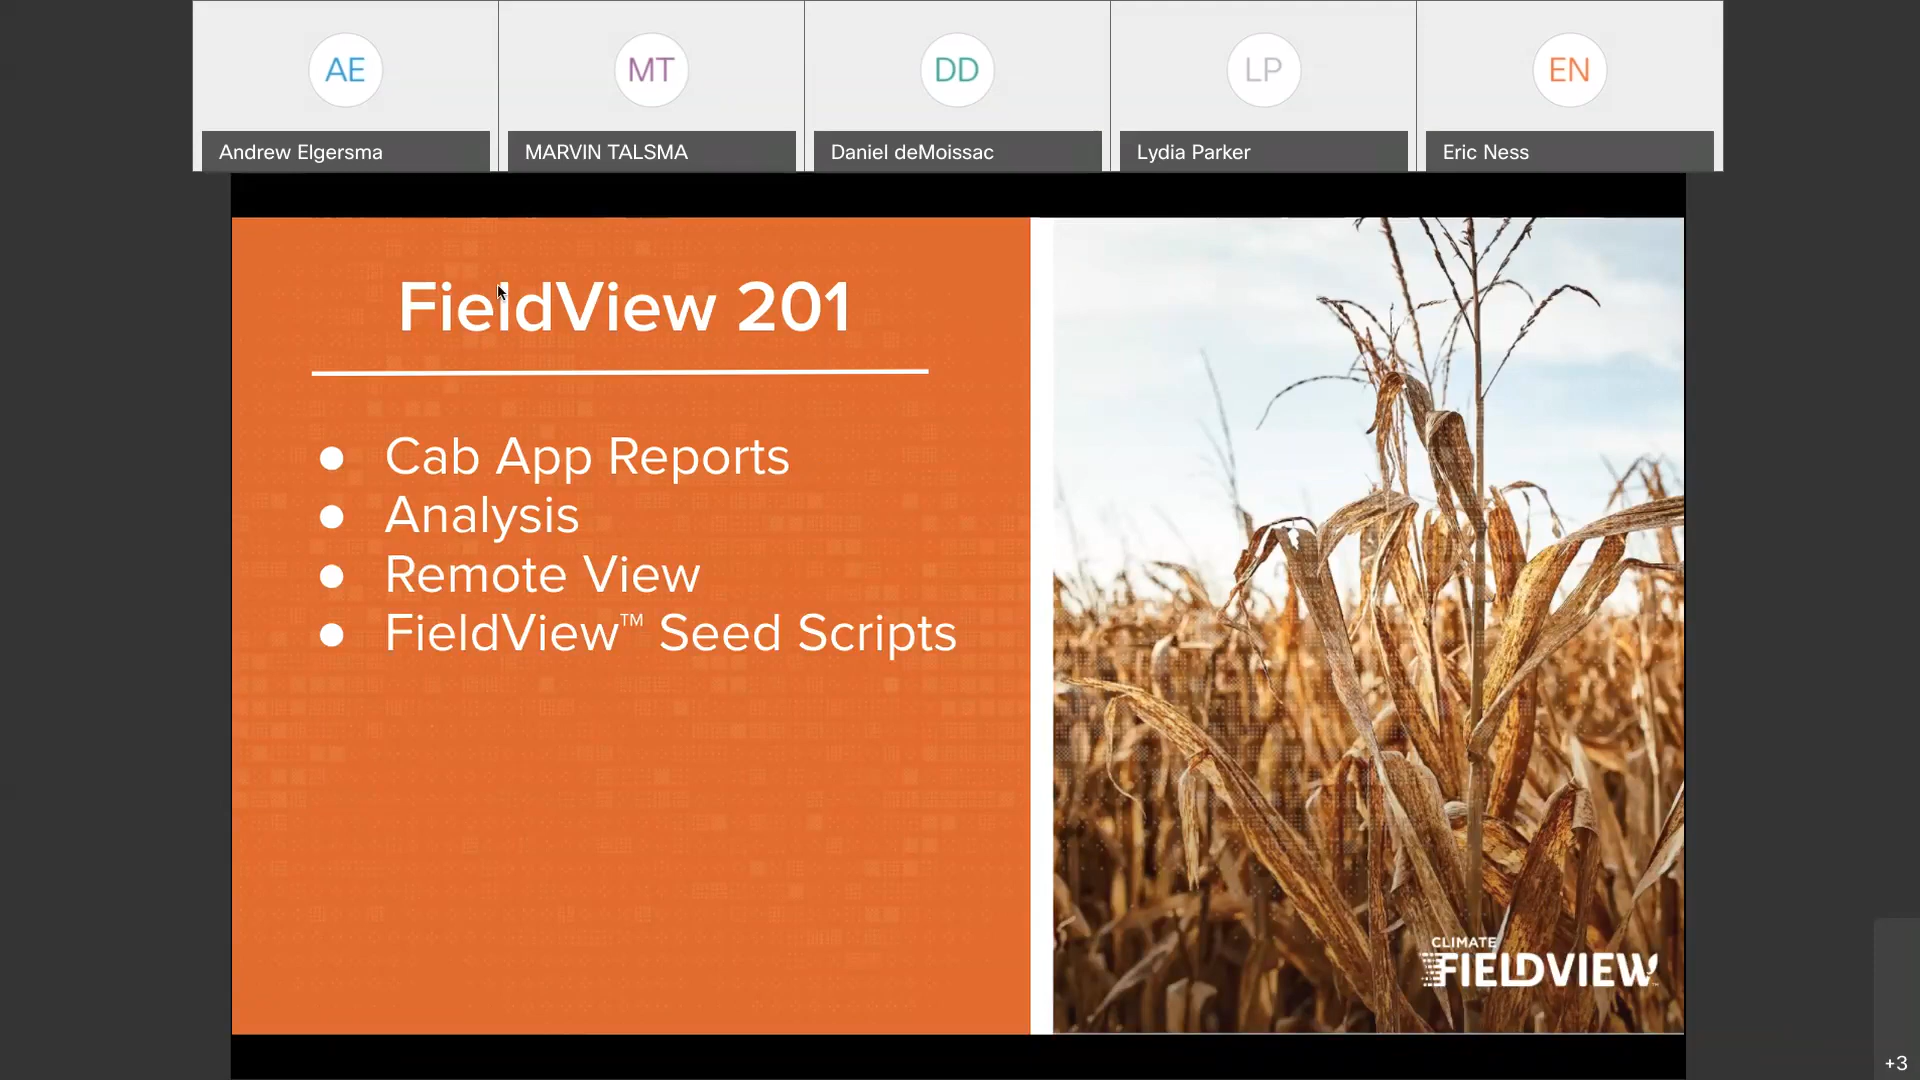 AE
MT
DD
LP
EN
Andrew Elgersma
MARVIN TALSMA
Daniel deMoissac
Lydia Parker
Eric Ness
FieldView 201
● Cab App Reports
● Analysis
● Remote View
● FieldView™ Seed Scripts
CLIMATE
FIELDVIEW™
+3